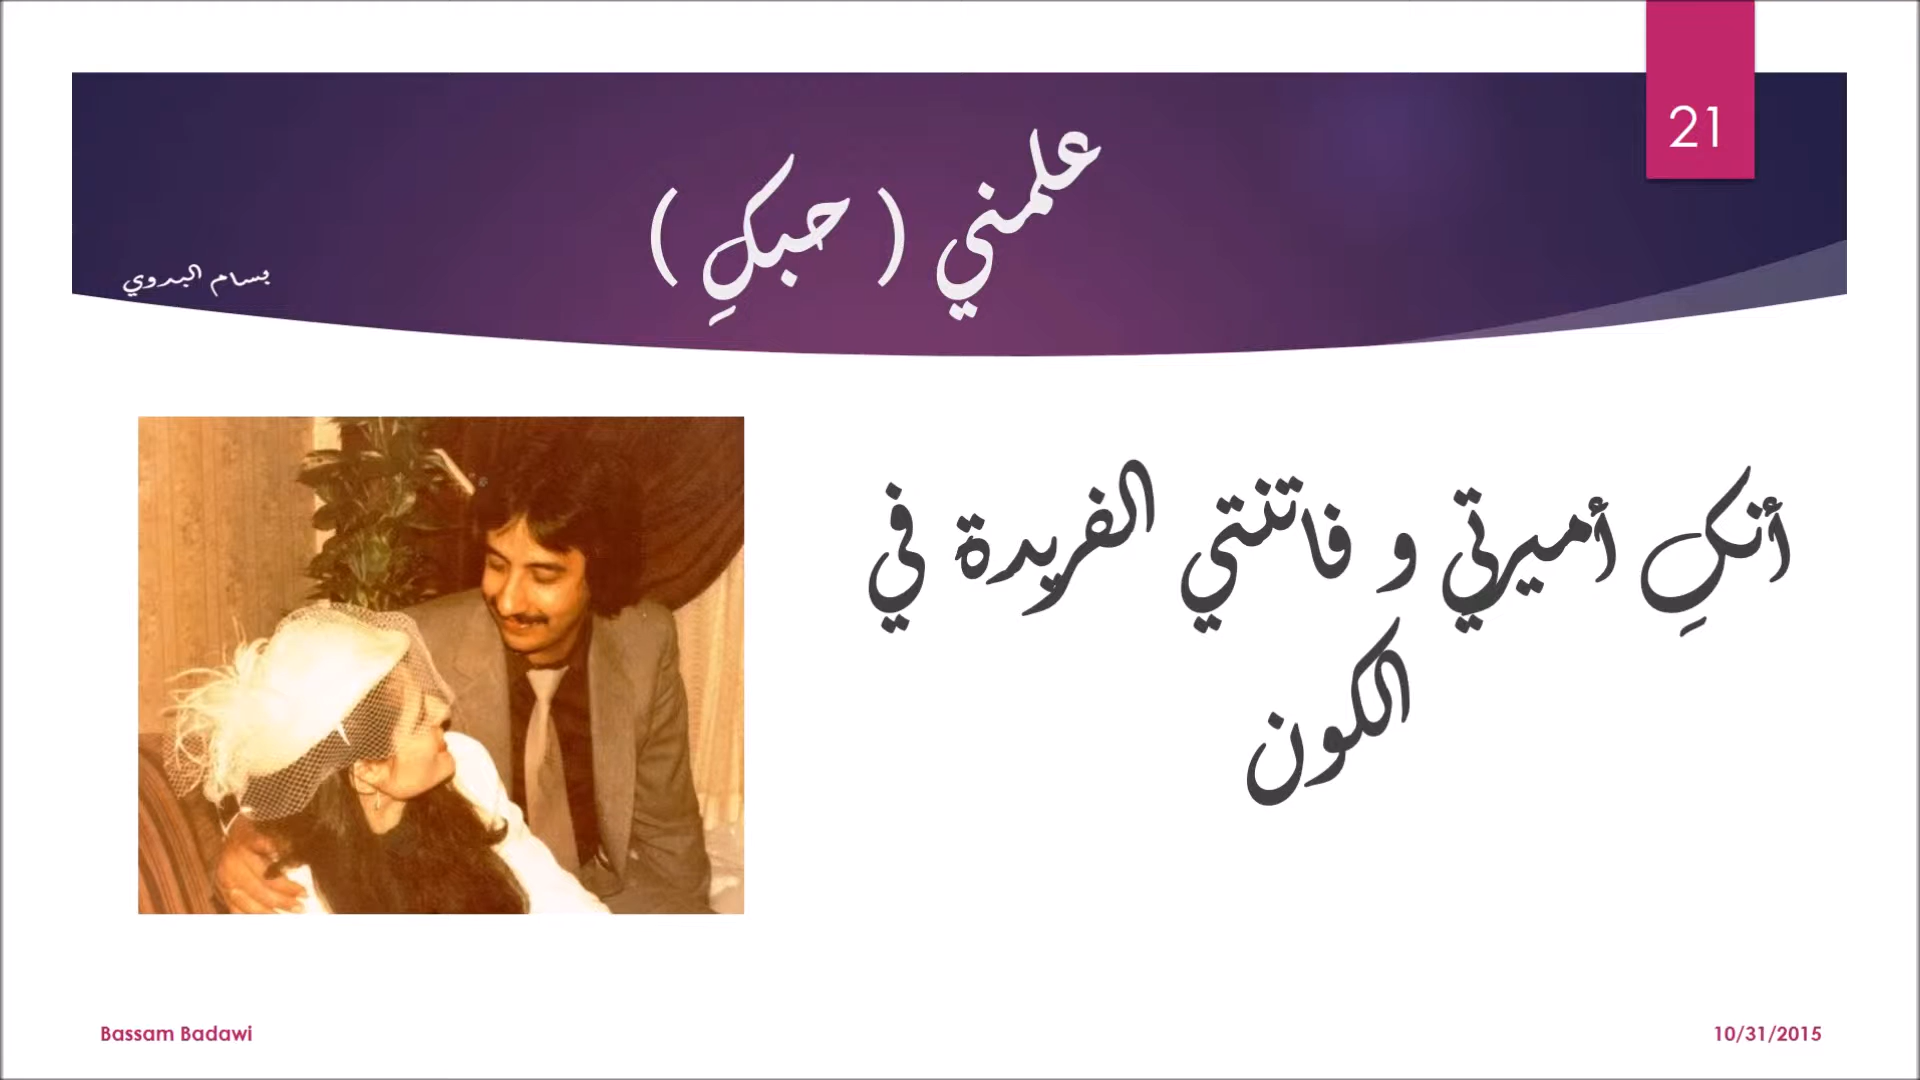 21
علمني ( حبكِ )
بسام البدوي
أنكِ أميرتي و فاتنتي الفريدة في
الكون
Bassam Badawi
10/31/2015